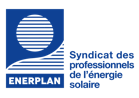 ENERPLAN
Syndicat des
professionnels
de l'énergie
solaire